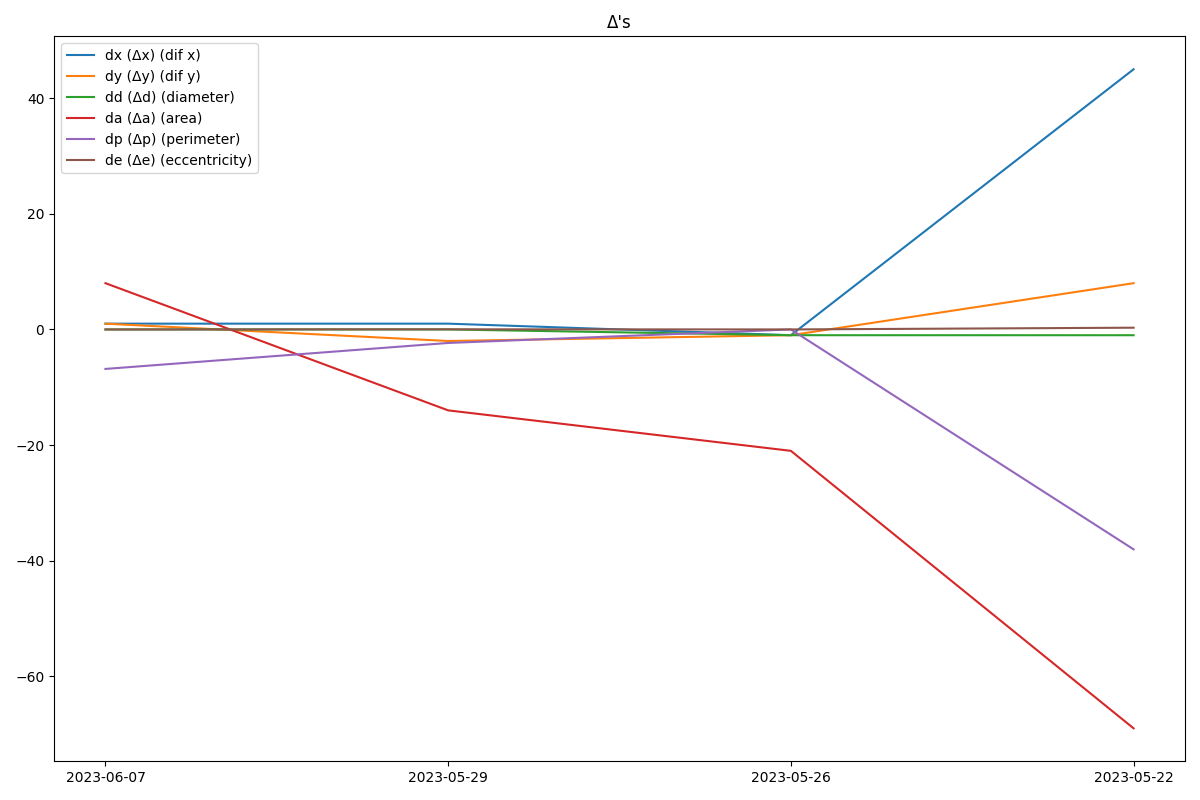 Δ's
dx (Δx) (dif x)
dy (Δy) (dif y)
dd (Δd) (diameter)
da (Δa) (area)
dp (Δp) (perimeter)
de (Δe) (eccentricity)
40
20
0
−20
−40
−60
2023-06-07 2023-05-29 2023-05-26 2023-05-22